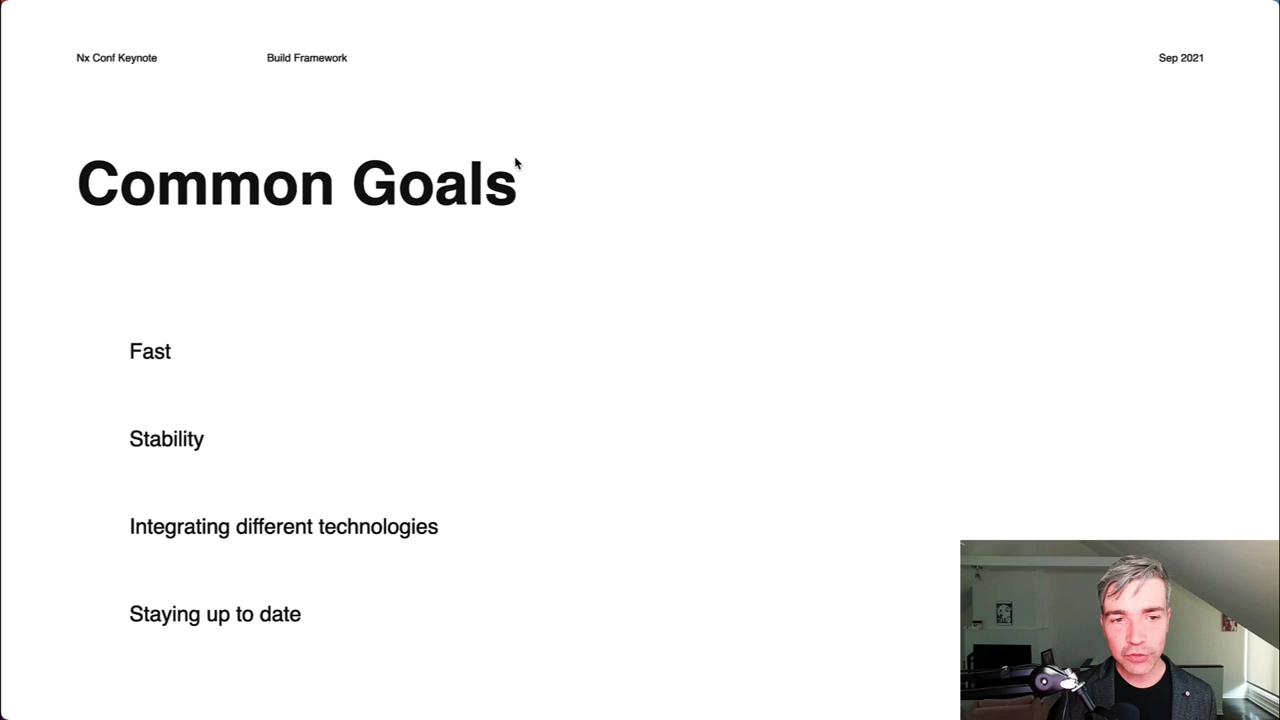 Nx Conf Keynote Build Framework Sep 2021
Common Goals
Fast
Stability
Integrating different technologies
Staying up to date